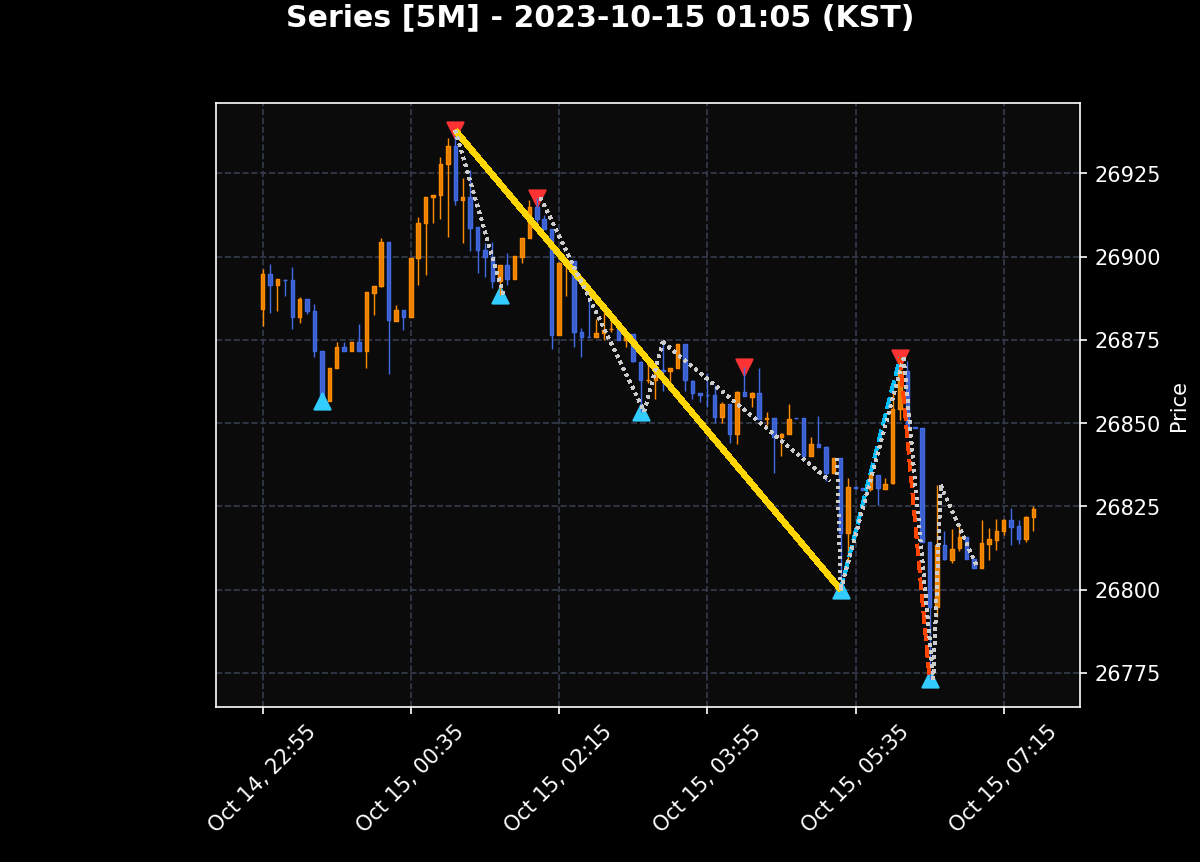 Series [5M] - 2023-10-15 01:05 (KST)
26925
26900
26875
26850
26825
26800
26775
Price
Oct 14, 22:55
Oct 15, 00:35
Oct 15, 02:15
Oct 15, 03:55
Oct 15, 05:35
Oct 15, 07:15